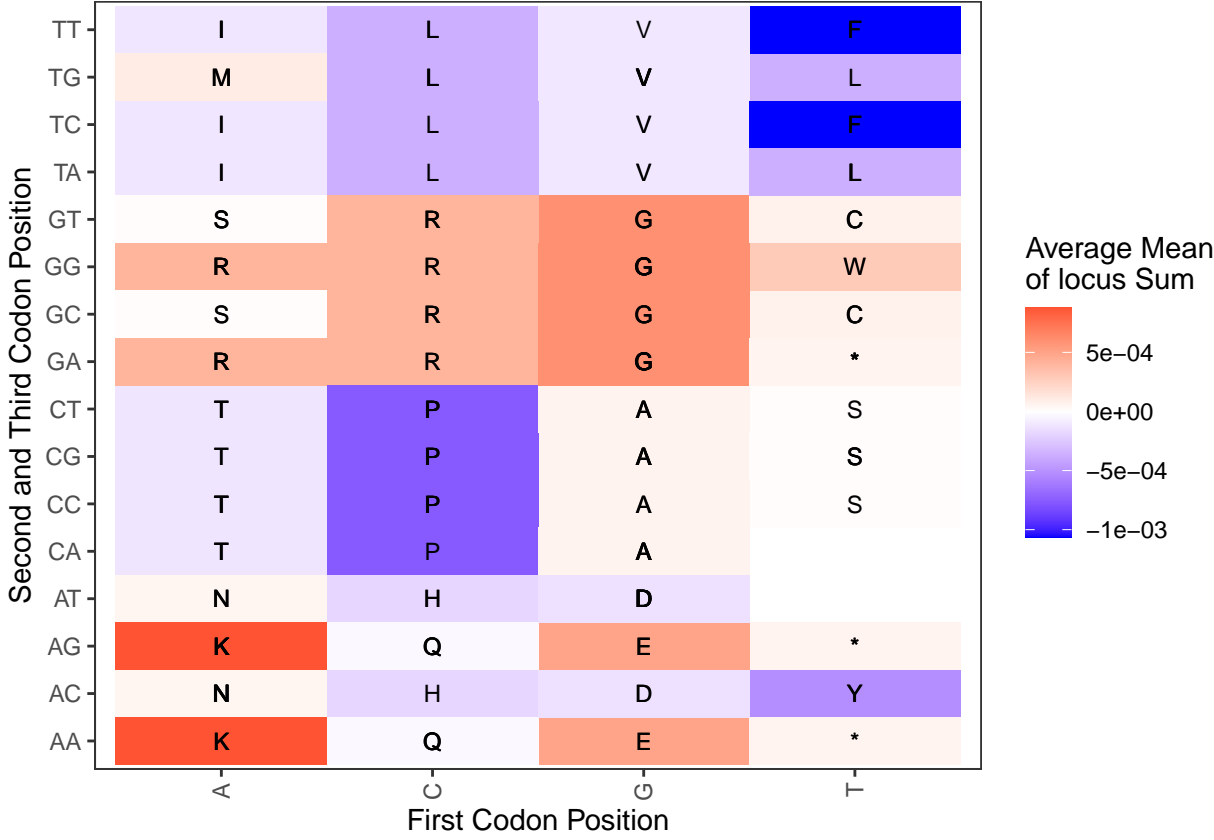 TT I L V F
TG M L V L
TC I L V F
TA I L V L
GT S R G C
GG R R G W
GC S R G C
GA R R G *
CT T P A S
CG T P A S
CC T P A S
CA T P A
AT N H D
AG K Q E *
AC N H D Y
AA K Q E *
A C G T
First Codon Position
Second and Third Codon Position
Average Mean
of locus Sum
5e−04
0e+00
−5e−04
−1e−03